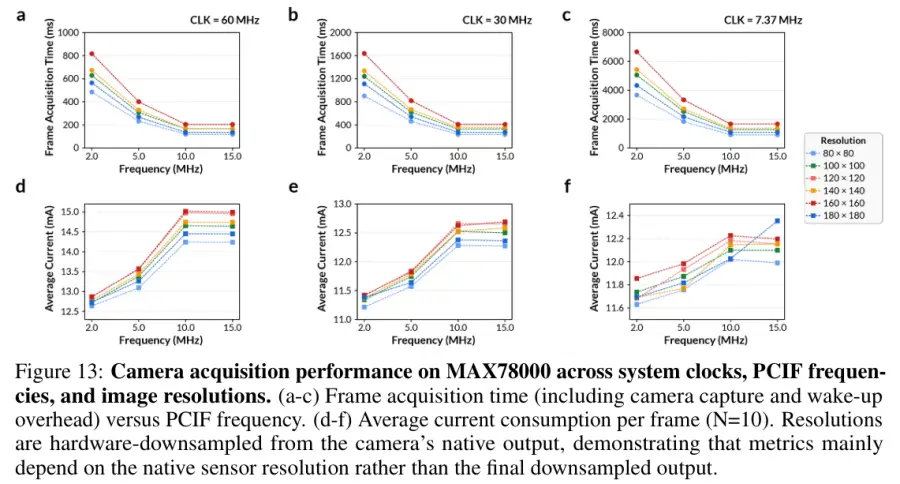 a
CLK = 60 MHz
Frame Acquisition Time (ms)
1000
800
600
400
200
0
2.0 5.0 10.0 15.0
Frequency (MHz)
b
CLK = 30 MHz
Frame Acquisition Time (ms)
2000
1600
1200
800
400
0
2.0 5.0 10.0 15.0
Frequency (MHz)
c
CLK = 7.37 MHz
Frame Acquisition Time (ms)
8000
6000
4000
2000
0
2.0 5.0 10.0 15.0
Frequency (MHz)
Resolution
80 × 80
100 × 100
120 × 120
140 × 140
160 × 160
180 × 180
d
Average Current (mA)
15.0
14.5
14.0
13.5
13.0
12.5
2.0 5.0 10.0 15.0
Frequency (MHz)
e
Average Current (mA)
13.0
12.5
12.0
11.5
11.0
2.0 5.0 10.0 15.0
Frequency (MHz)
f
Average Current (mA)
12.4
12.2
12.0
11.8
11.6
2.0 5.0 10.0 15.0
Frequency (MHz)
Figure 13: Camera acquisition performance on MAX78000 across system clocks, PCIF frequen-
cies, and image resolutions. (a-c) Frame acquisition time (including camera capture and wake-up
overhead) versus PCIF frequency. (d-f) Average current consumption per frame (N=10). Resolutions
are hardware-downsampled from the camera's native output, demonstrating that metrics mainly
depend on the native sensor resolution rather than the final downsampled output.